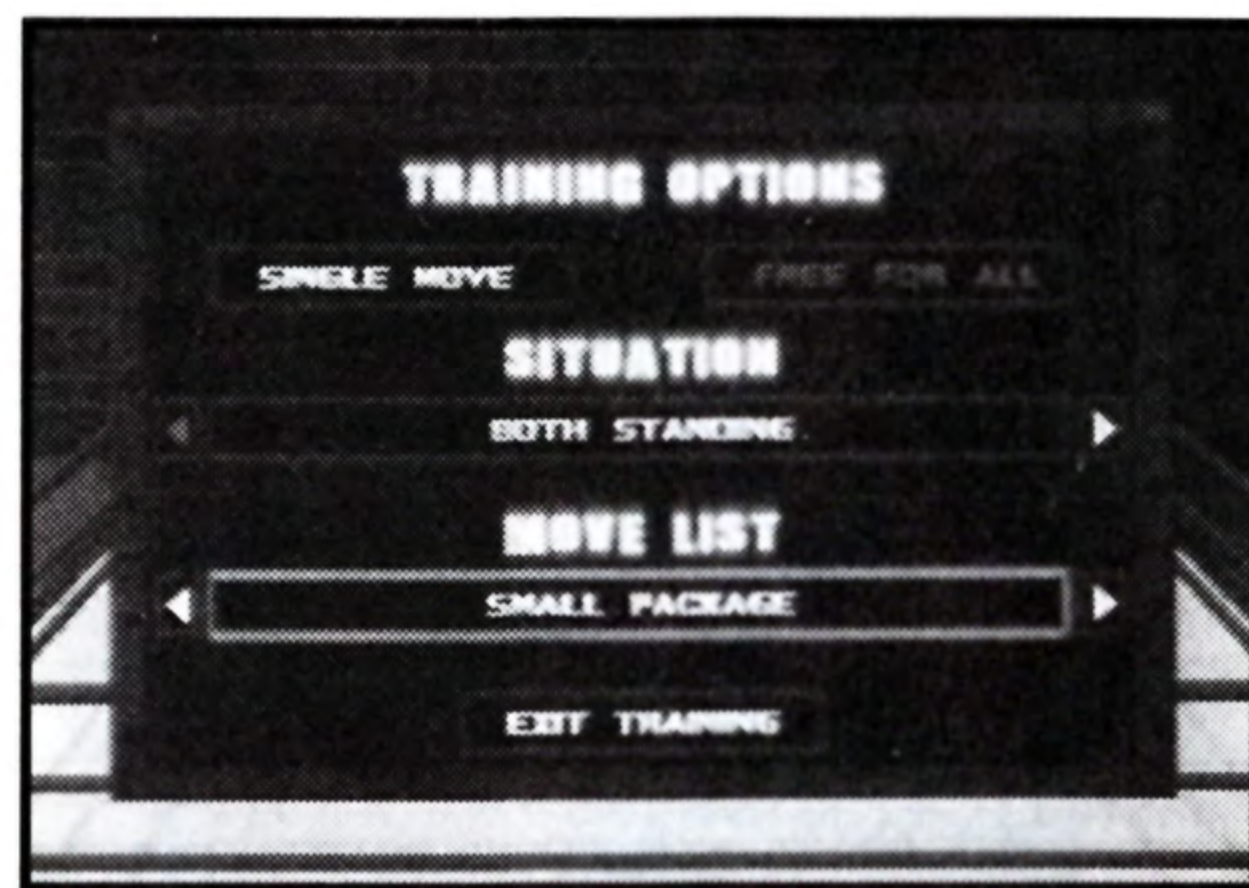 TRAINING OPTIONS
SINGLE MOVE FREE FOR ALL
SITUATION
BOTH STANDING
MOVE LIST
SMALL PACKAGE
EXIT TRAINING